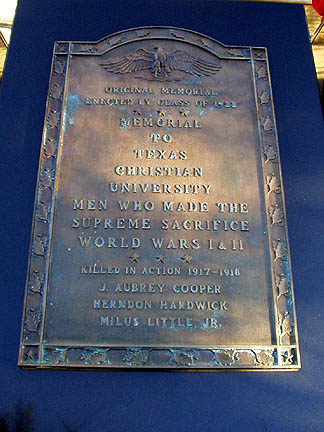 ORIGINAL MEMORIAL
ERECTED BY CLASS OF 1923
MEMORIAL
TO
TEXAS
CHRISTIAN
UNIVERSITY
MEN WHO MADE THE
SUPREME SACRIFICE
WORLD WARS I & II
KILLED IN ACTION 1917-1918
J. AUBREY COOPER
HERNDON HARDWICK
MILUS LITTLE, JR.